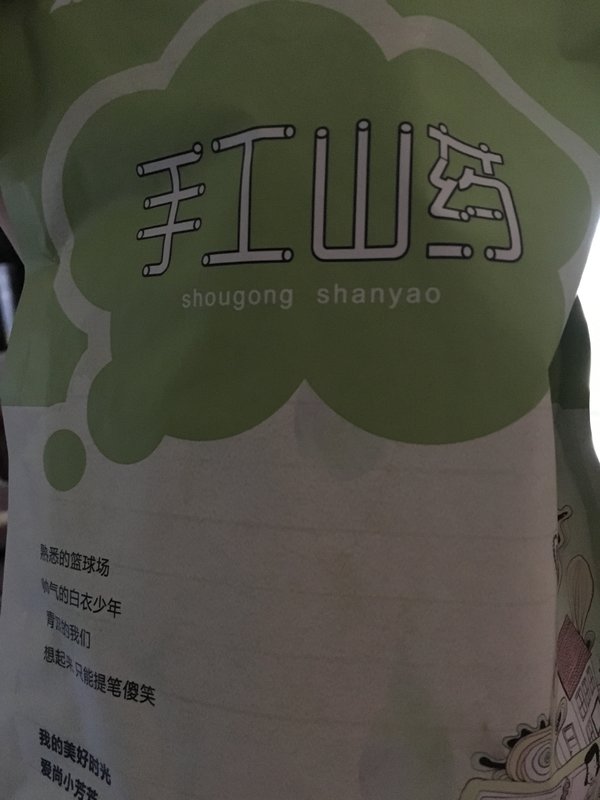 手工山药
shougong shanyao
熟悉的篮球场
帅气的白衣少年
青涩的我们
想起来,只能提笔傻笑
我的美好时光
爱尚小芳芳